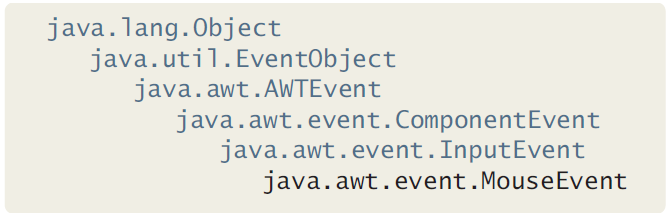 java.lang.Object
java.util.EventObject
java.awt.AWTEvent
java.awt.event.ComponentEvent
java.awt.event.InputEvent
java.awt.event.MouseEvent